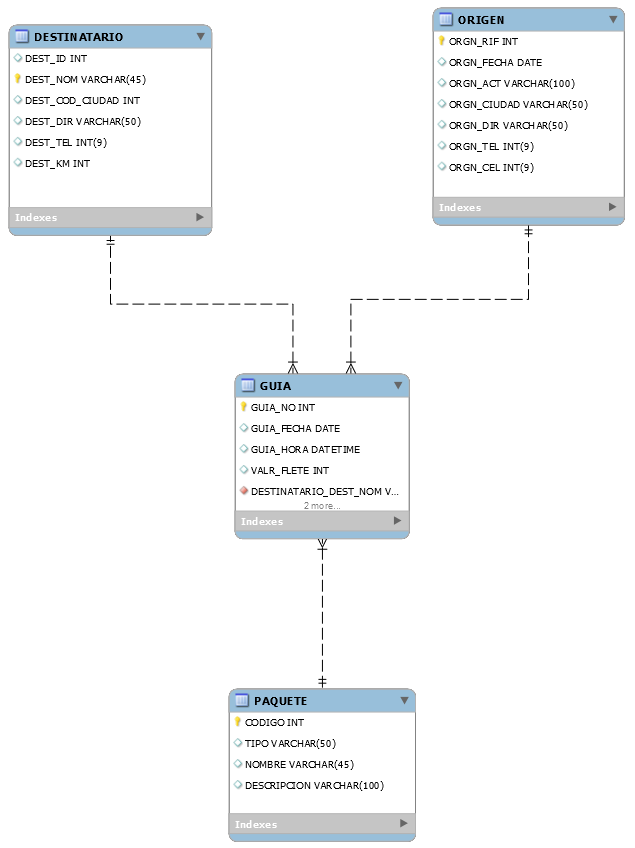 DESTINATARIO
DEST_ID INT
DEST_NOM VARCHAR(45)
DEST_COD_CIUDAD INT
DEST_DIR VARCHAR(50)
DEST_TEL INT(9)
DEST_KM INT
Indexes
ORIGEN
ORGN_RIF INT
ORGN_FECHA DATE
ORGN_ACT VARCHAR(100)
ORGN_CIUDAD VARCHAR(50)
ORGN_DIR VARCHAR(50)
ORGN_TEL INT(9)
ORGN_CEL INT(9)
Indexes
GUIA
GUIA_NO INT
GUIA_FECHA DATE
GUIA_HORA DATETIME
VALR_FLETE INT
DESTINATARIO_DEST_NOM V...
2 more...
Indexes
PAQUETE
CODIGO INT
TIPO VARCHAR(50)
NOMBRE VARCHAR(45)
DESCRIPCION VARCHAR(100)
Indexes